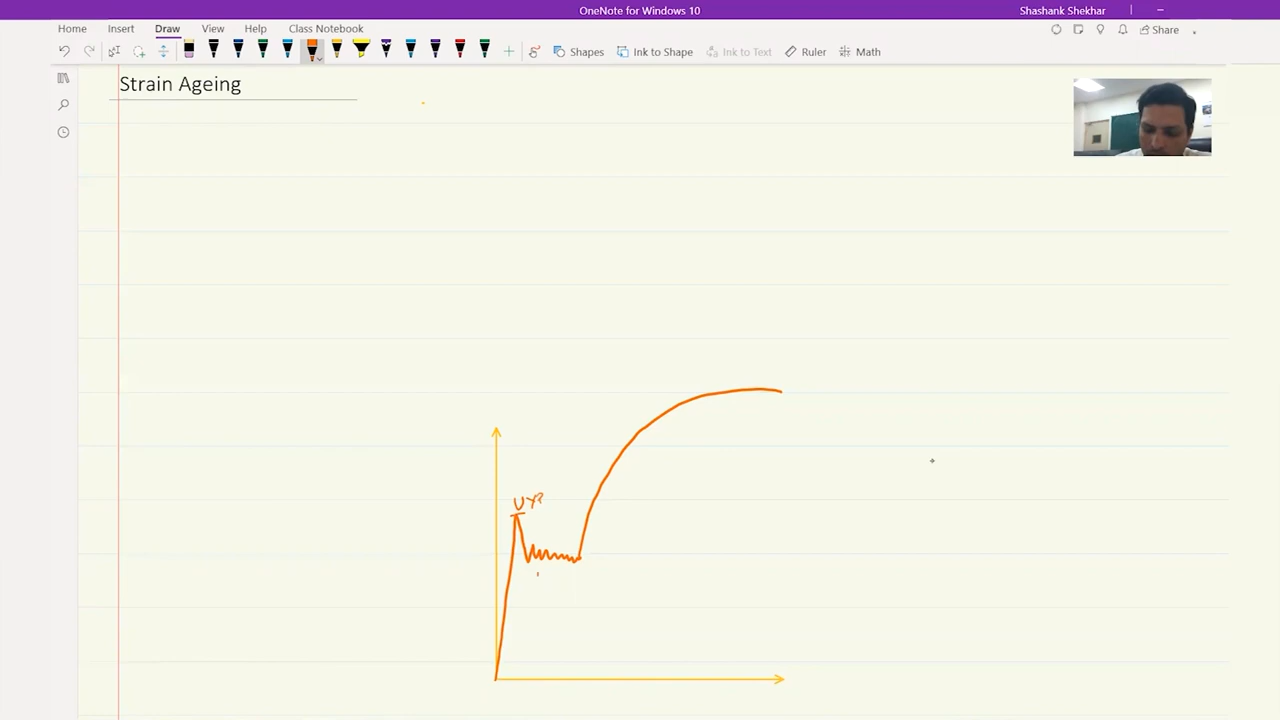 OneNote for Windows 10
Shashank Shekhar
Home Insert Draw View Help Class Notebook
Share
Shapes Ink to Shape Ink to Text Ruler Math
Strain Ageing
UYP